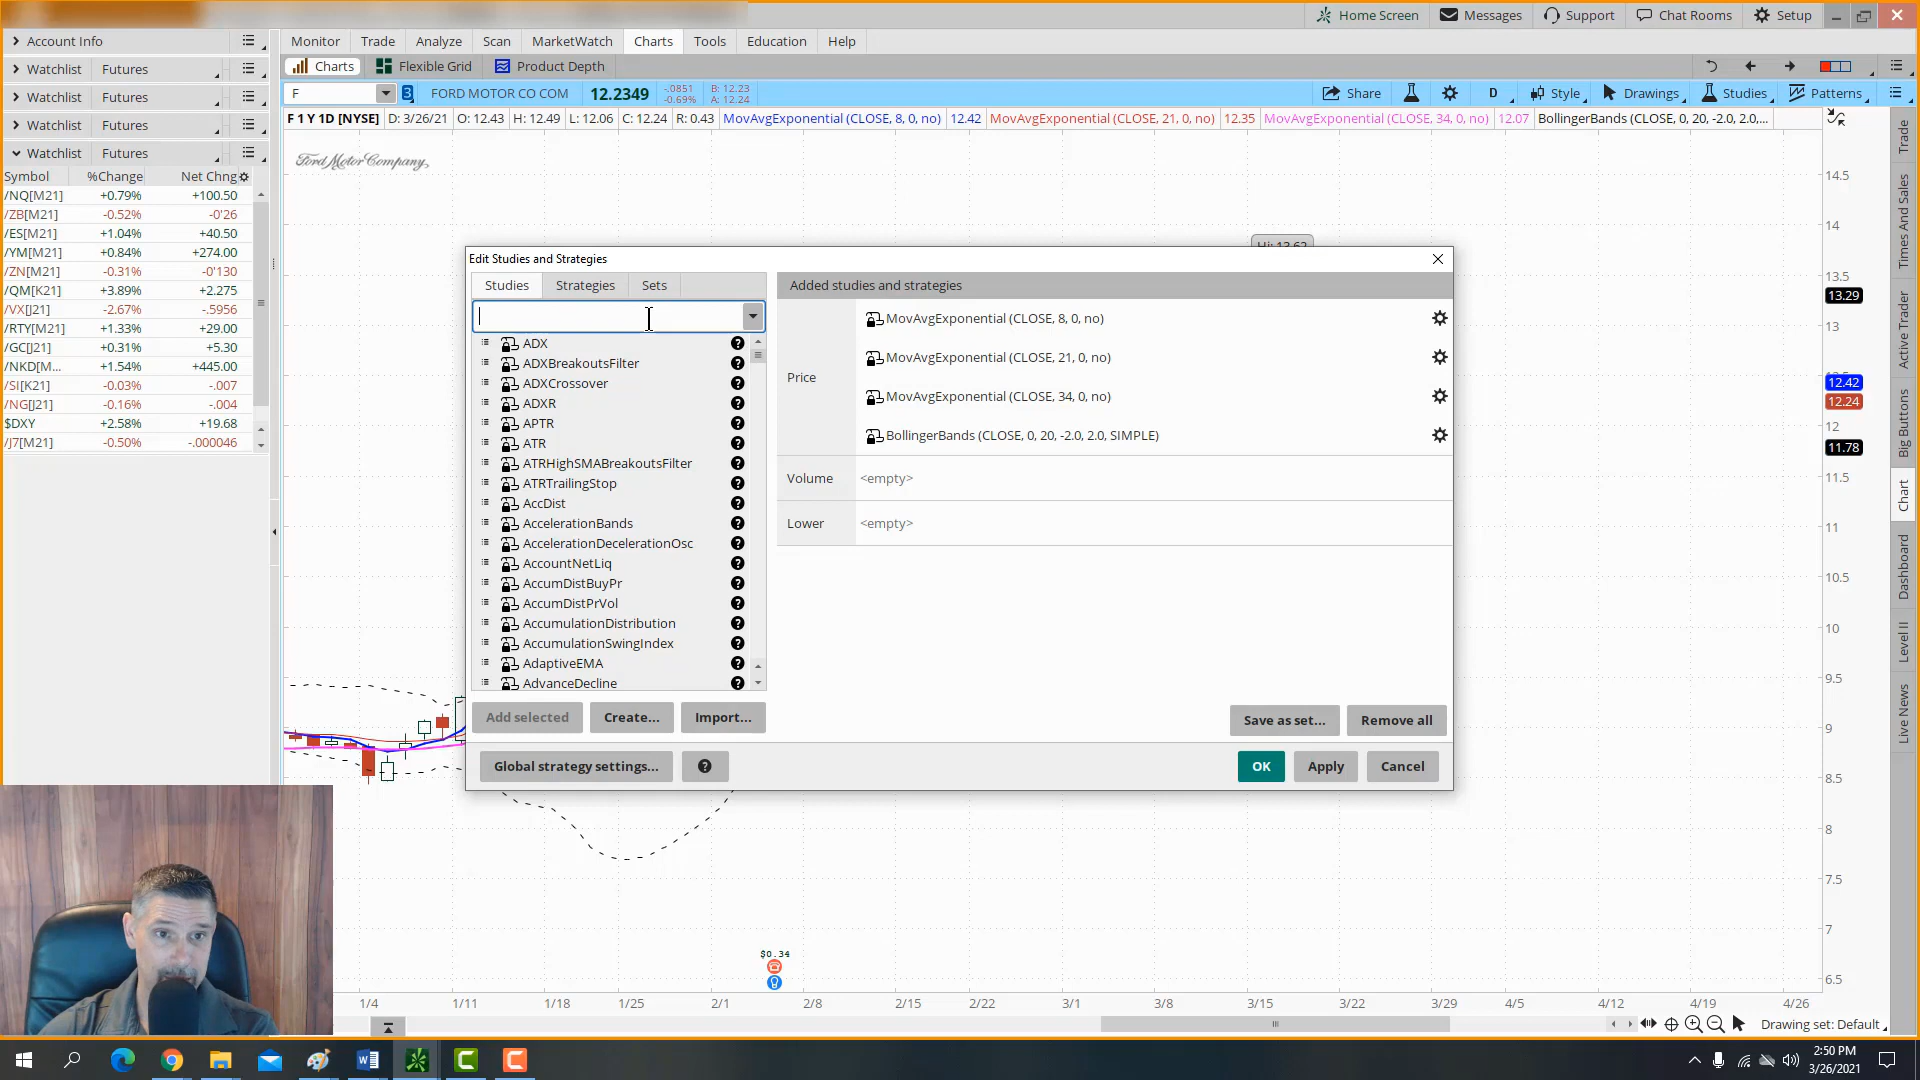 Home Screen Messages Support Chat Rooms Setup
Account Info
Monitor Trade Analyze Scan MarketWatch Charts Tools Education Help
Watchlist Futures
Charts Flexible Grid Product Depth
Watchlist Futures
F 3 FORD MOTOR CO COM 12.2349 -.0851 -0.69% B: 12.23 A: 12.24 Share D Style Drawings Studies Patterns
Watchlist Futures
F 1 Y 1D [NYSE] D: 3/26/21 O: 12.43 H: 12.49 L: 12.06 C: 12.24 R: 0.43 MovAvgExponential (CLOSE, 8, 0, no) 12.42 MovAvgExponential (CLOSE, 21, 0, no) 12.35 MovAvgExponential (CLOSE, 34, 0, no) 12.07 BollingerBands (CLOSE, 0, 20, -2.0, 2.0,...
Watchlist Futures
Ford Motor Company,
Symbol %Change Net Chng
/NQ[M21] +0.79% +100.50
/ZB[M21] -0.52% -0'26
/ES[M21] +1.04% +40.50
/YM[M21] +0.84% +274.00
/ZN[M21] -0.31% -0'130
/QM[K21] +3.89% +2.275
/VX[J21] -2.67% -.5956
/RTY[M21] +1.33% +29.00
/GC[J21] +0.31% +5.30
/NKD[M... +1.54% +445.00
/SI[K21] -0.03% -.007
/NG[J21] -0.16% -.004
$DXY +2.58% +19.68
/J7[M21] -0.50% -.000046
Edit Studies and Strategies
Studies Strategies Sets
ADX
ADXBreakoutsFilter
ADXCrossover
ADXR
APTR
ATR
ATRHighSMABreakoutsFilter
ATRTrailingStop
AccDist
AccelerationBands
AccelerationDecelerationOsc
AccountNetLiq
AccumDistBuyPr
AccumDistPrVol
AccumulationDistribution
AccumulationSwingIndex
AdaptiveEMA
AdvanceDecline
Add selected Create... Import...
Added studies and strategies
Price
MovAvgExponential (CLOSE, 8, 0, no)
MovAvgExponential (CLOSE, 21, 0, no)
MovAvgExponential (CLOSE, 34, 0, no)
BollingerBands (CLOSE, 0, 20, -2.0, 2.0, SIMPLE)
Volume <empty>
Lower <empty>
Save as set... Remove all
Global strategy settings... ? OK Apply Cancel
14.5
14
13.5
13.29
13
12.42
12.24
12
11.78
11.5
11
10.5
10
9.5
9
8.5
8
7.5
7
6.5
Trade
Times And Sales
Active Trader
Big Buttons
Chart
Dashboard
Level II
Live News
$0.34
1/4 1/11 1/18 1/25 2/1 2/8 2/15 2/22 3/1 3/8 3/15 3/22 3/29 4/5 4/12 4/19 4/26
Drawing set: Default
2:50 PM
3/26/2021